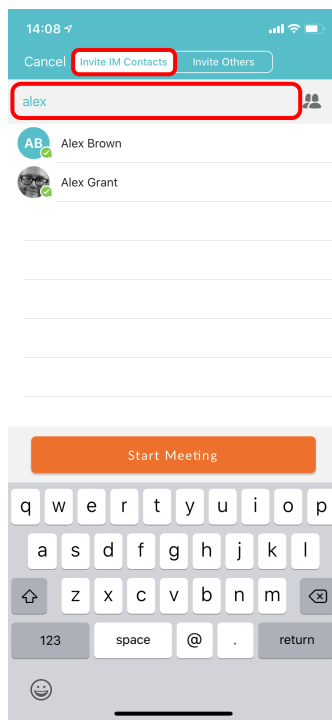 14:08
Cancel Invite IM Contacts Invite Others
alex
AB Alex Brown
Alex Grant
Start Meeting
q w e r t y u i o p
a s d f g h j k l
z x c v b n m
123 space @ . return